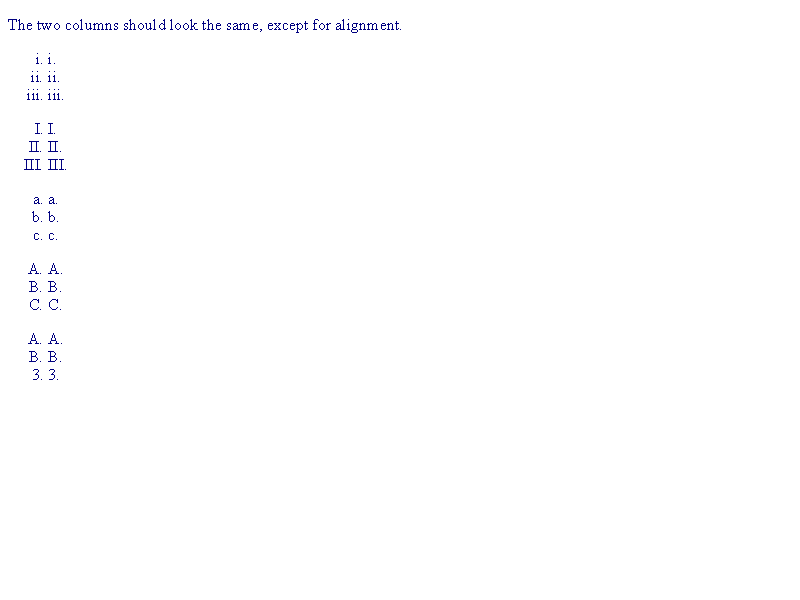 The two columns should look the same, except for alignment.
i. i.
ii. ii.
iii. iii.
I. I.
II. II.
III. III.
a. a.
b. b.
c. c.
A. A.
B. B.
C. C.
A. A.
B. B.
3. 3.